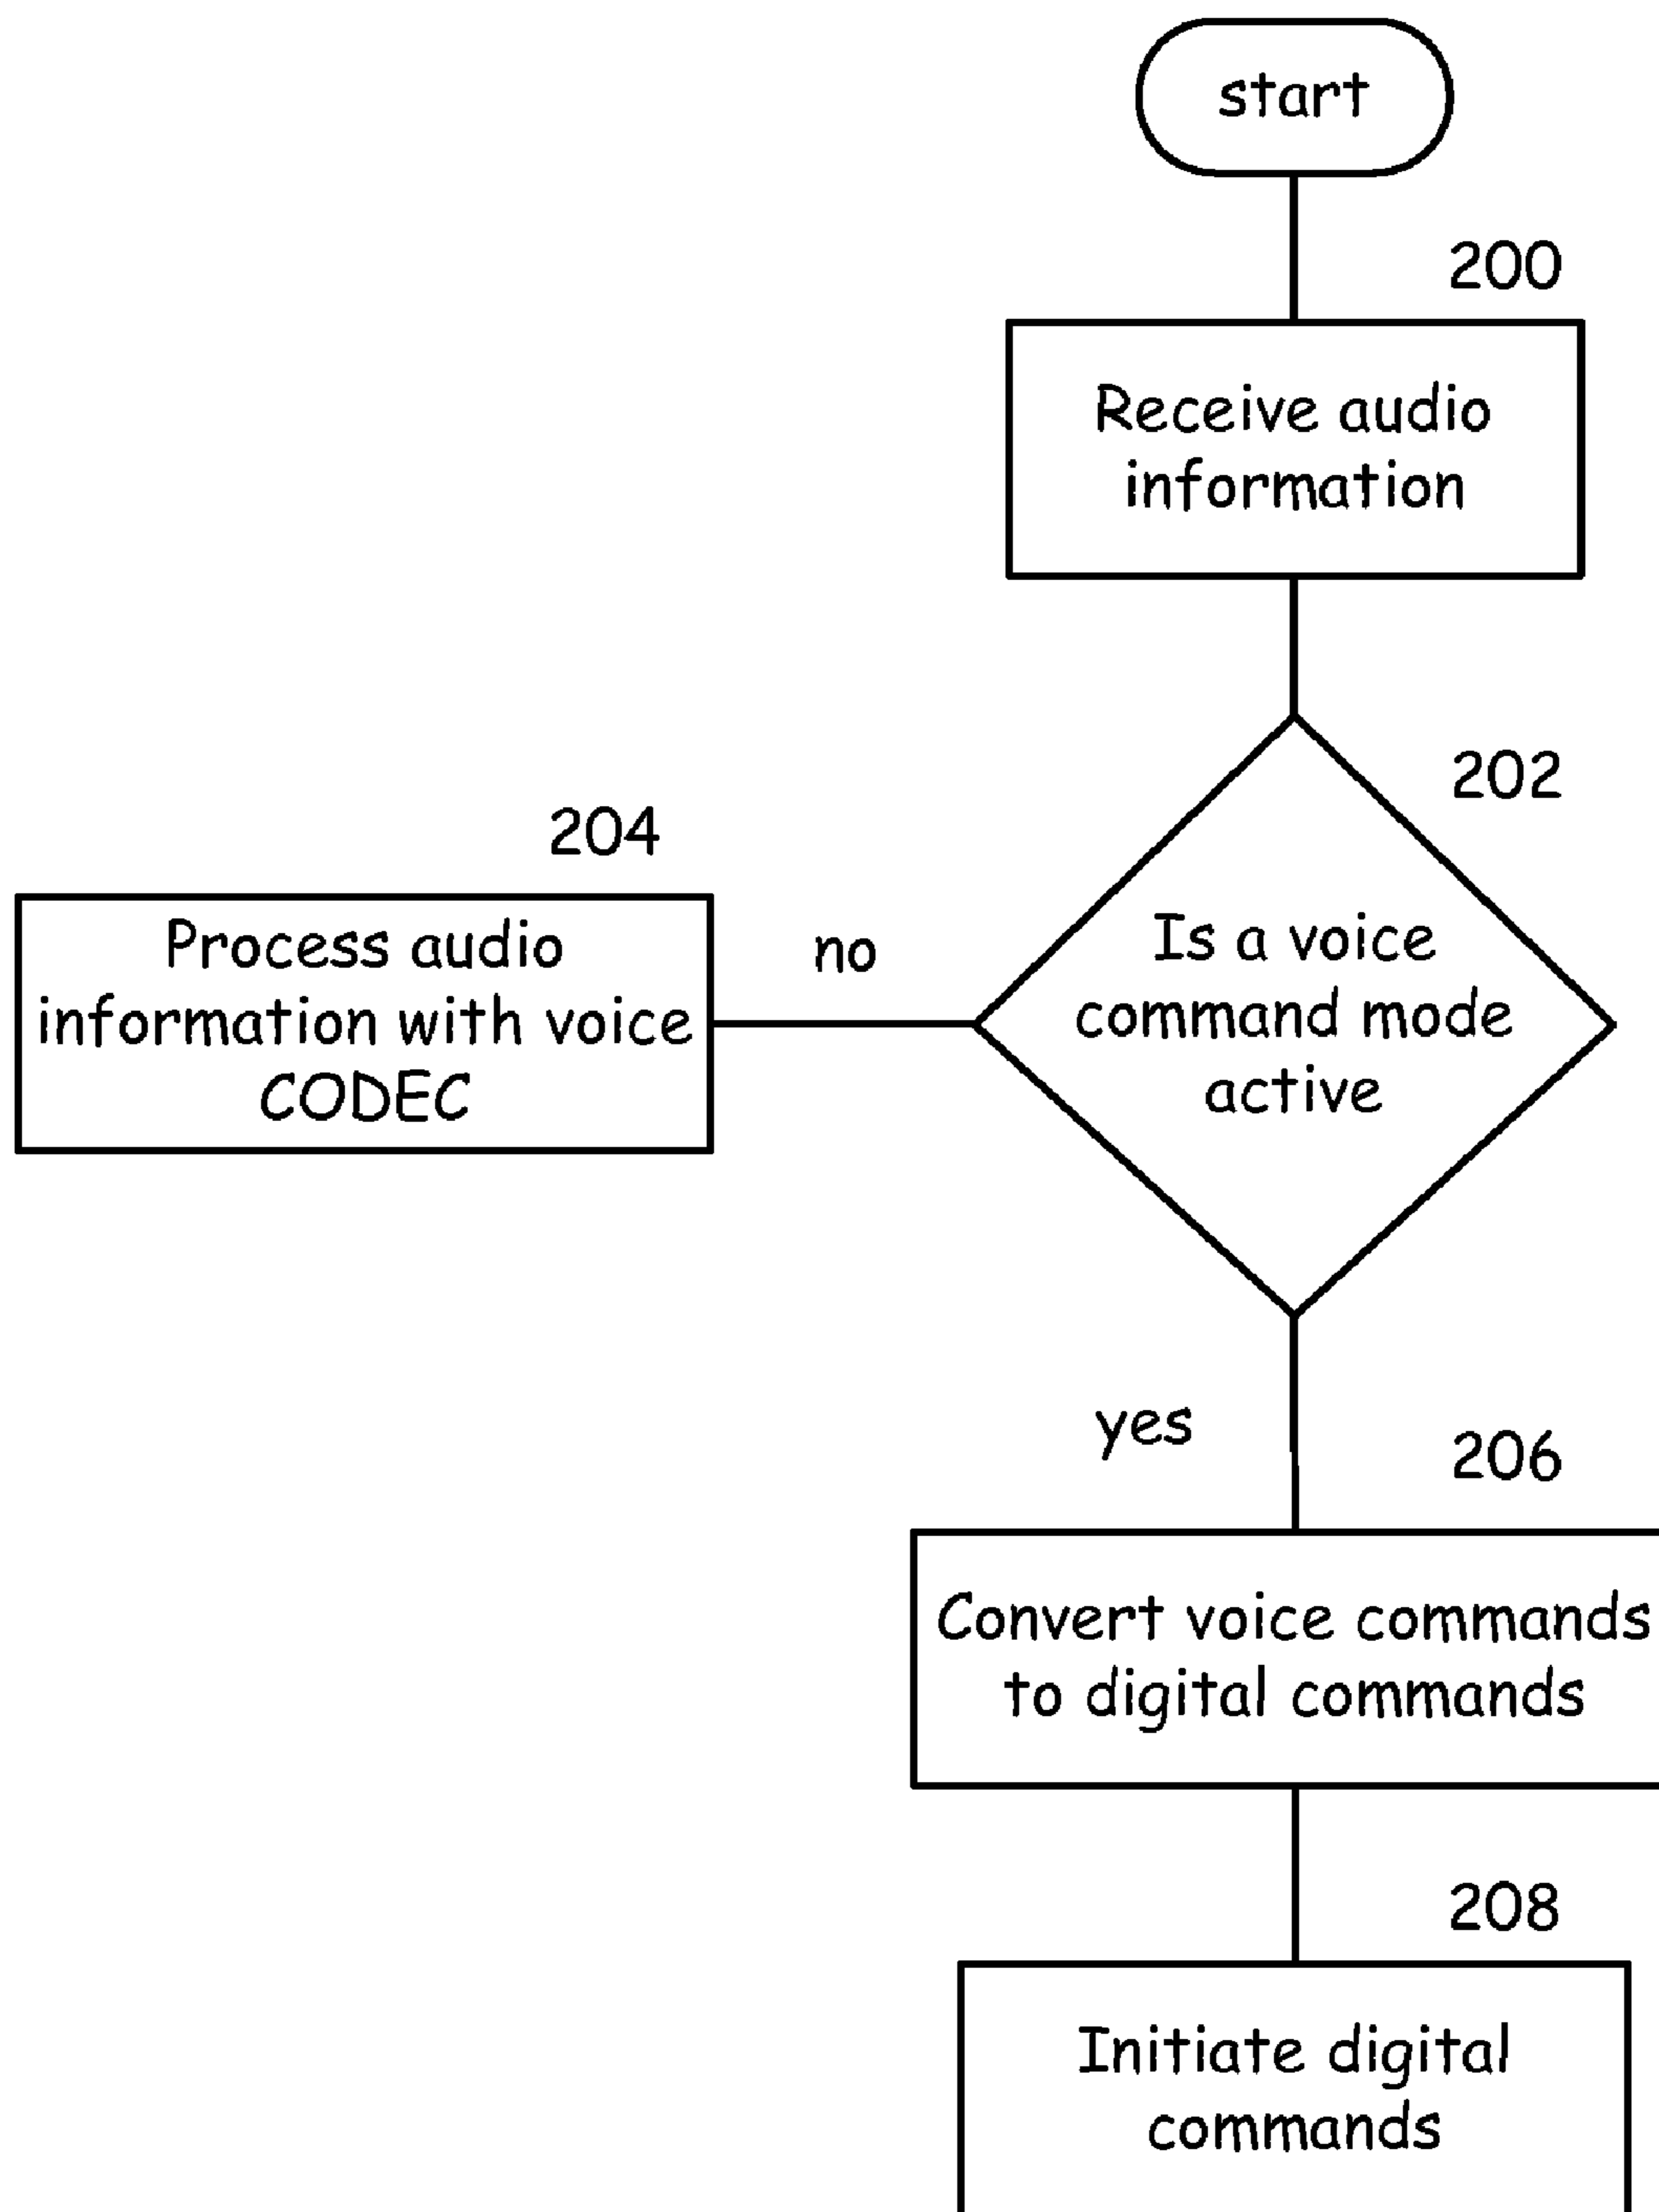 start
200
Receive audio
information
202
Is a voice
command mode
active
204
no
Process audio
information with voice
CODEC
yes
206
Convert voice commands
to digital commands
208
Initiate digital
commands